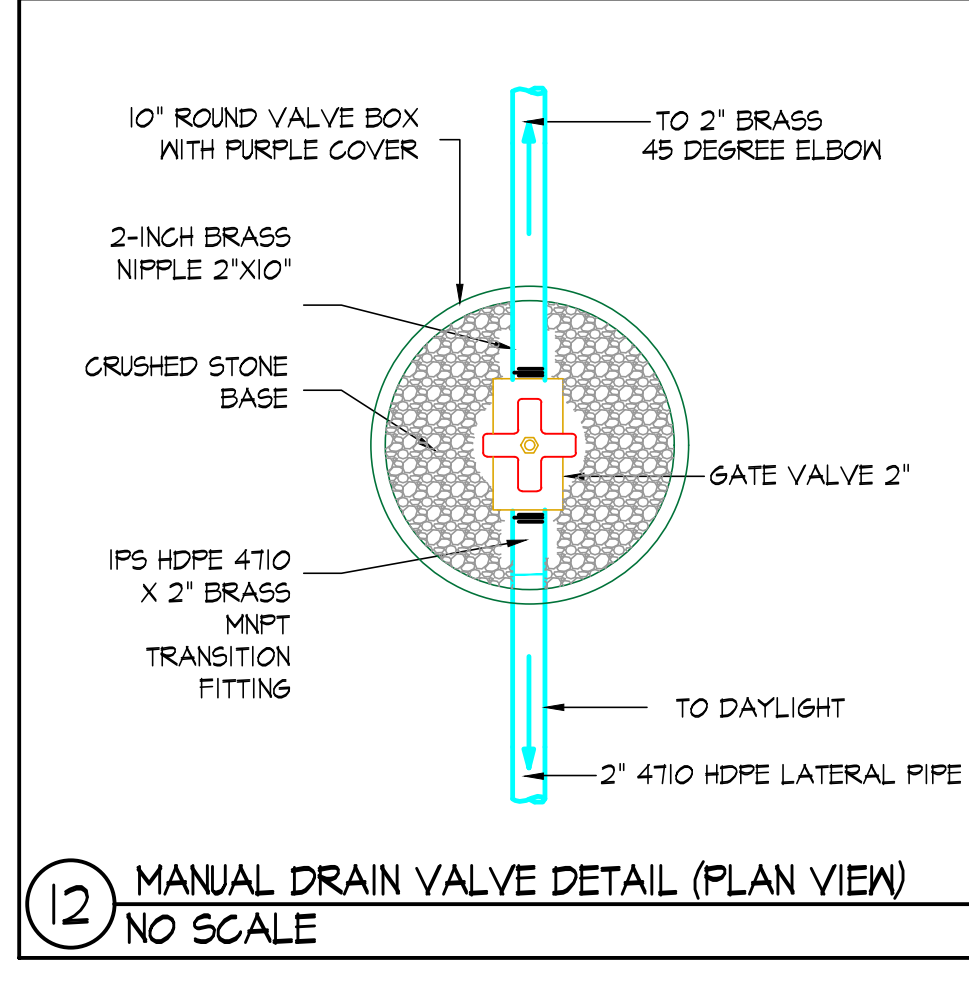 10" ROUND VALVE BOX
WITH PURPLE COVER
TO 2" BRASS
45 DEGREE ELBOW
2-INCH BRASS
NIPPLE 2"X10"
CRUSHED STONE
BASE
GATE VALVE 2"
IPS HDPE 4710
X 2" BRASS
MNPT
TRANSITION
FITTING
TO DAYLIGHT
2" 4710 HDPE LATERAL PIPE
12
MANUAL DRAIN VALVE DETAIL (PLAN VIEW)
NO SCALE